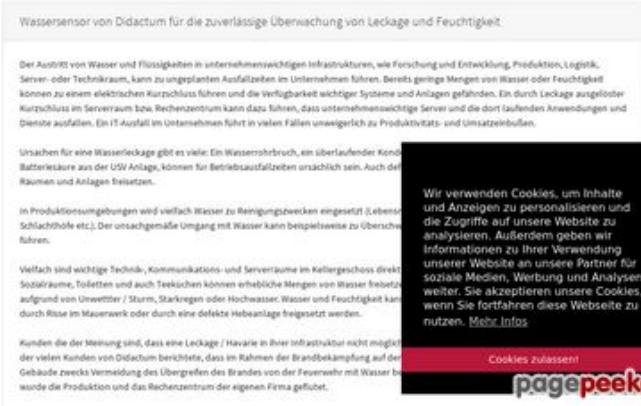 Wassersensor von Didactum für die zuverlässige Überwachung von Leckage und Feuchtigkeit
Der Austritt von Wasser und Flüssigkeiten in unternehmenswichtigen Infrastrukturen, wie Forschung und Entwicklung, Produktion, Logistik,
Server- oder Technikraum, kann zu ungeplanten Ausfallzeiten im Unternehmen führen. Bereits geringe Mengen von Wasser oder Feuchtigkeit
können zu einem elektrischen Kurzschluss führen und die Verfügbarkeit wichtiger Systeme und Anlagen gefährden. Ein durch Leckage ausgelöster
Kurzschluss im Serverraum bzw. Rechenzentrum kann dazu führen, dass unternehmenswichtige Server und die dort laufenden Anwendungen und
Dienste ausfallen. Ein IT-Ausfall im Unternehmen führt in vielen Fällen unweigerlich zu Produktivitäts- und Umsatzeinbußen.
Ursachen für eine Wasserleckage gibt es viele: Ein Wasserrohrbruch, ein überlaufender Kond
Batteriesäure aus der USV Anlage, können für Betriebsausfallzeiten ursächlich sein. Auch def
Räumen und Anlagen freisetzen.
In Produktionsumgebungen wird vielfach Wasser zu Reinigungszwecken eingesetzt (Lebensr
Schlachthöfe etc.). Der unsachgemäße Umgang mit Wasser kann beispielsweise zu Überschw
führen.
Vielfach sind wichtige Technik-, Kommunikations- und Serverräume im Kellergeschoss direkt
Sozialräume, Toiletten und auch Teeküchen können erhebliche Mengen von Wasser freisetze
aufgrund von Unwetter / Sturm, Starkregen oder Hochwasser. Wasser und Feuchtigkeit kan
durch Risse im Mauerwerk oder durch eine defekte Hebeanlage freigesetzt werden.
Kunden die der Meinung sind, dass eine Leckage / Havarie in ihrer Infrastruktur nicht möglich
der vielen Kunden von Didactum berichtete, dass im Rahmen der Brandbekämpfung auf der
Gebäude zwecks Vermeidung des Übergreifen des Brandes von der Feuerwehr mit Wasser be
wurde die Produktion und das Rechenzentrum der eigenen Firma geflutet.
Wir verwenden Cookies, um Inhalte
und Anzeigen zu personalisieren und
die Zugriffe auf unsere Website zu
analysieren. Außerdem geben wir
Informationen zu Ihrer Verwendung
unserer Website an unsere Partner für
soziale Medien, Werbung und Analysen
weiter. Sie akzeptieren unsere Cookies,
wenn Sie fortfahren diese Webseite zu
nutzen. Mehr Infos
Cookies zulassen!
pagepeek